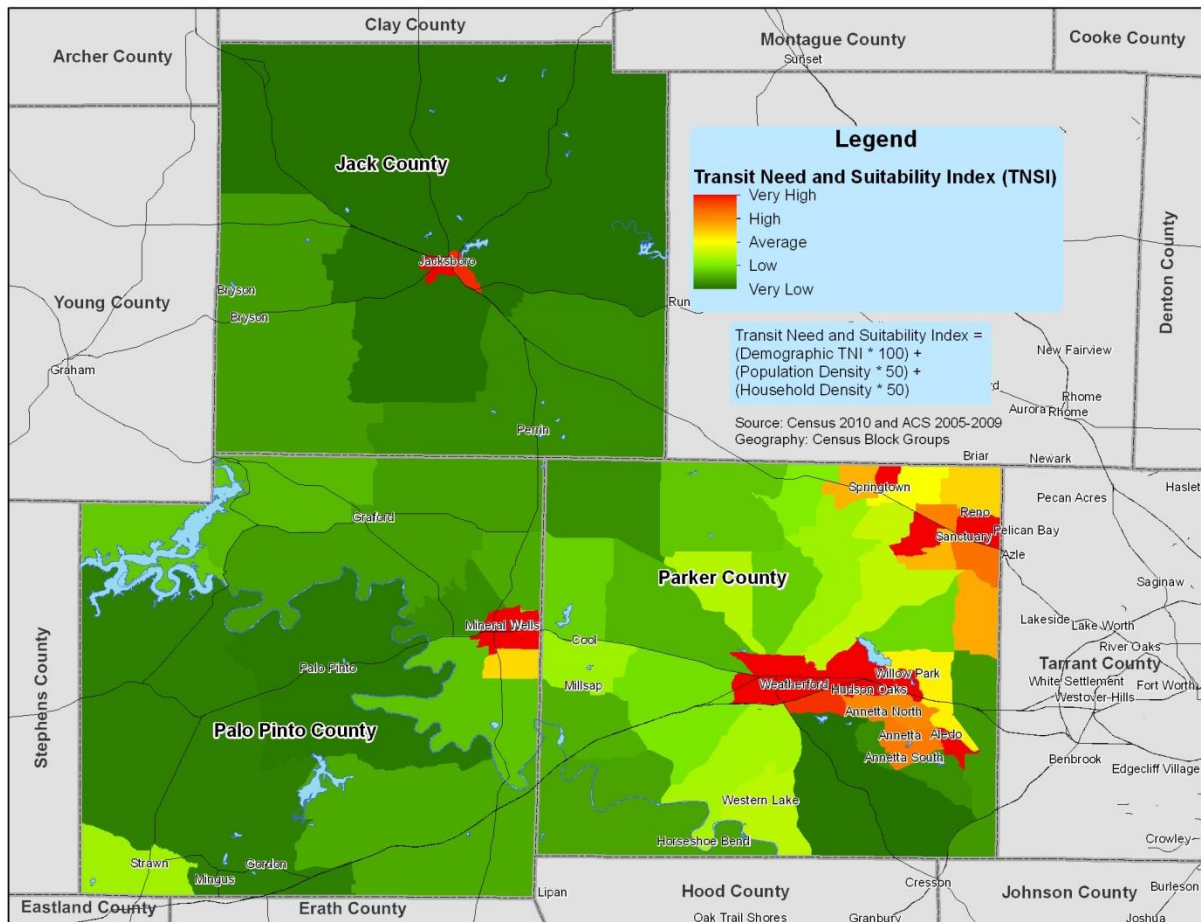 Clay County
Archer County
Montague County
Cooke County
Sunset
Legend
Jack County
Transit Need and Suitability Index (TNSI)
Very High
High
Average
Low
Very Low
Denton County
Jacksboro
Young County
Bryson
Bryson
Run
Transit Need and Suitability Index =
(Demographic TNI * 100) +
(Population Density * 50) +
(Household Density * 50)
New Fairview
Graham
Rhome
Aurora
Rhome
Source: Census 2010 and ACS 2005-2009
Geography: Census Block Groups
Perrin
Briar
Newark
Springtown
Haslet
Pecan Acres
Graford
Reno
Sanctuary
Pelican Bay
Azle
Parker County
Saginaw
Mineral Wells
Lakeside
Lake Worth
Cool
River Oaks
Tarrant County
Palo Pinto
Willow Park
White Settlement
Fort Worth
Millsap
Weatherford
Hudson Oaks
Westover Hills
Stephens County
Annetta North
Palo Pinto County
Annetta
Aledo
Annetta South
Benbrook
Edgecliff Village
Western Lake
Horseshoe Bend
Crowley
Strawn
Gordon
Mingus
Lipan
Hood County
Cresson
Johnson County
Burleson
Eastland County
Erath County
Oak Trail Shores
Granbury
Joshua